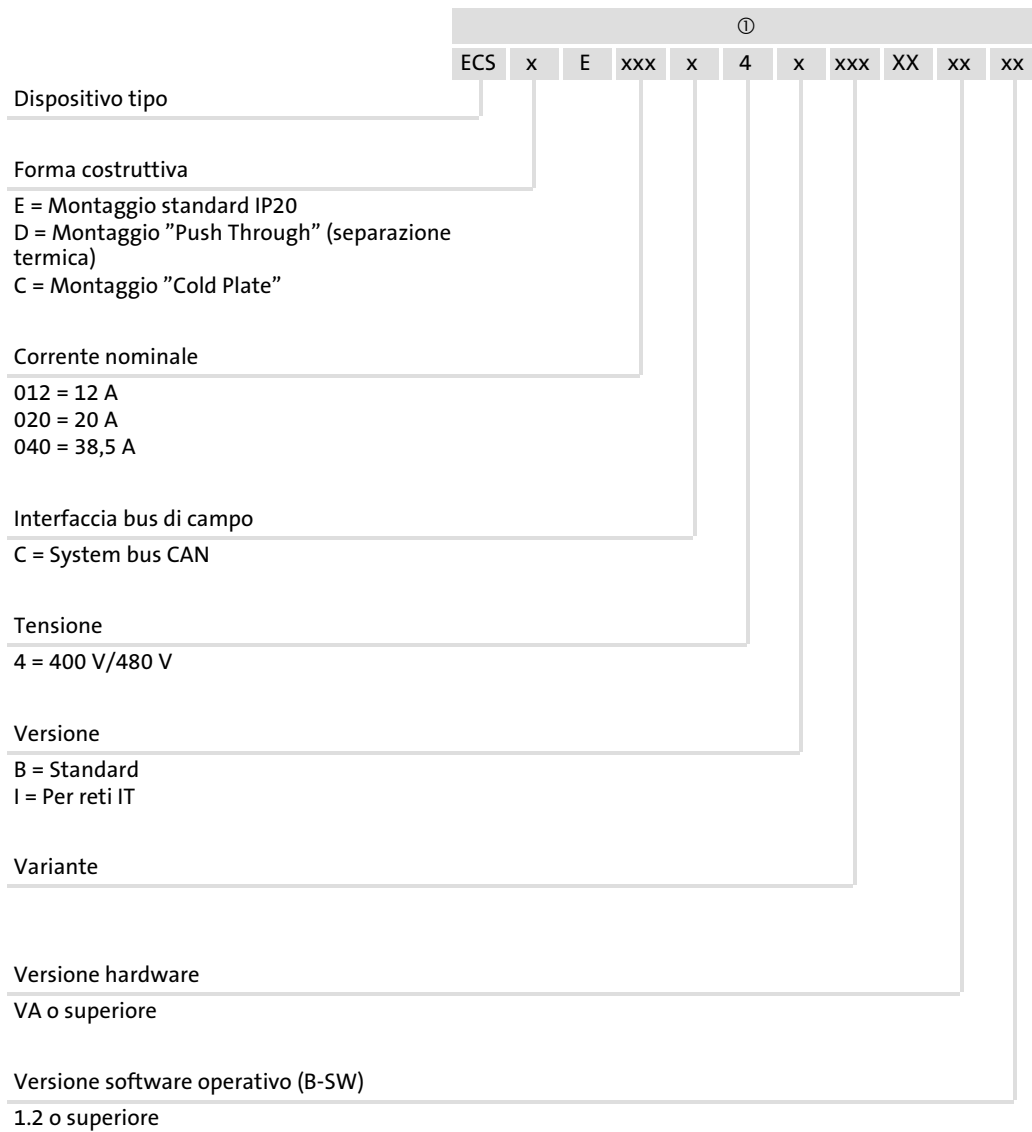 ①
ECS x E xxx x 4 x xxx XX xx xx
Dispositivo tipo
Forma costruttiva
E = Montaggio standard IP20
D = Montaggio ”Push Through” (separazione
termica)
C = Montaggio ”Cold Plate”
Corrente nominale
012 = 12 A
020 = 20 A
040 = 38,5 A
Interfaccia bus di campo
C = System bus CAN
Tensione
4 = 400 V/480 V
Versione
B = Standard
I = Per reti IT
Variante
Versione hardware
VA o superiore
Versione software operativo (B-SW)
1.2 o superiore